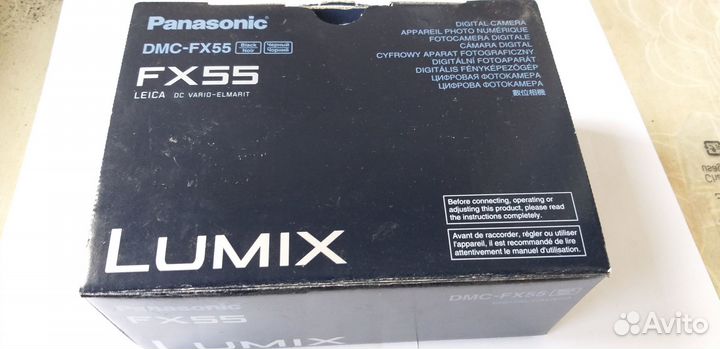 Panasonic
DMC-FX55 Black Noir Черный Чорний
FX55
LEICA DC VARIO-ELMARIT
DIGITAL CAMERA
APPAREIL PHOTO NUMÉRIQUE
FOTOCAMERA DIGITALE
CÁMARA DIGITAL
CYFROWY APARAT FOTOGRAFICZNY
DIGITÁLNÍ FOTOAPARÁT
DIGITÁLIS FÉNYKÉPEZŐGÉP
ЦИФРОВАЯ ФОТОКАМЕРА
ЦИФРОВА ФОТОКАМЕРА
數位相機
Before connecting, operating or
adjusting this product, please read
the instructions completely.
Avant de raccorder, régler ou utiliser
l'appareil, il est recommandé de lire
attentivement le manuel d'utilisation.
LUMIX
Panasonic
DMC-FX55
FX55
LUMIX
Avito